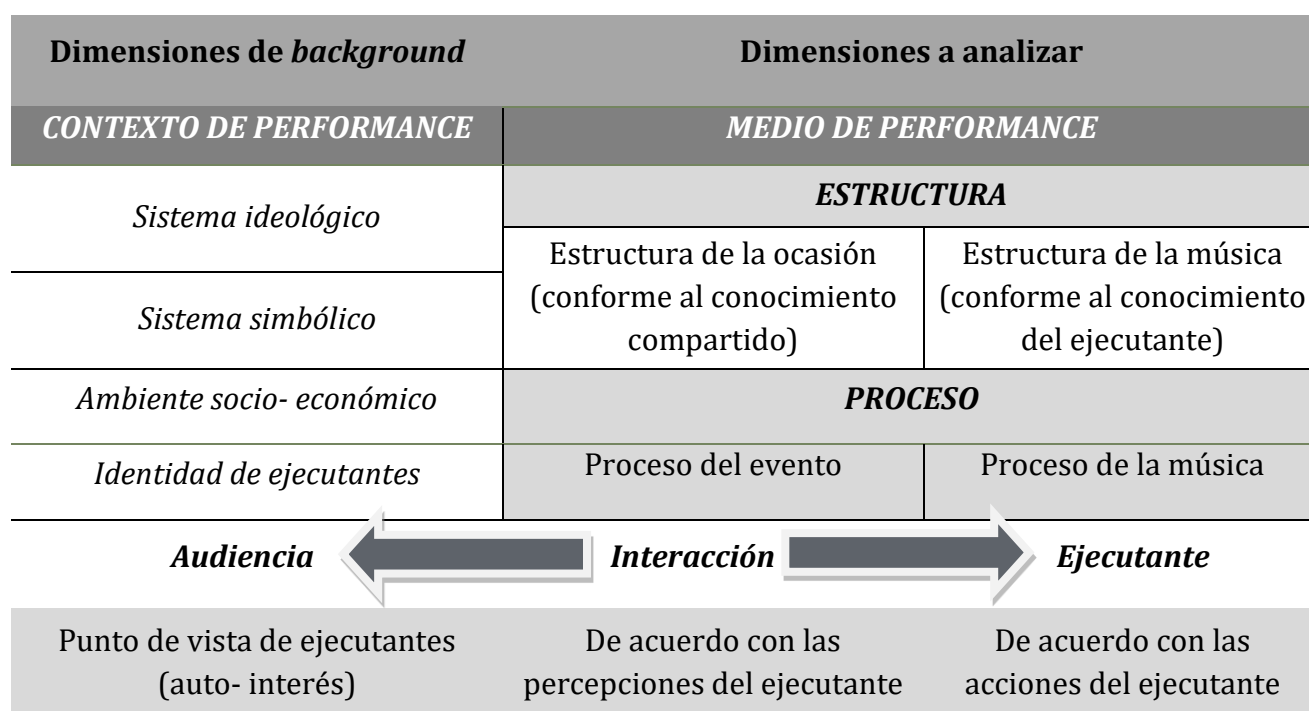 Dimensiones de background
Dimensiones a analizar
CONTEXTO DE PERFORMANCE
MEDIO DE PERFORMANCE
Sistema ideológico
ESTRUCTURA
Estructura de la ocasión
(conforme al conocimiento
compartido)
Estructura de la música
(conforme al conocimiento
del ejecutante)
Sistema simbólico
Ambiente socio- económico
PROCESO
Identidad de ejecutantes
Proceso del evento
Proceso de la música
Audiencia
Interacción
Ejecutante
Punto de vista de ejecutantes
(auto- interés)
De acuerdo con las
percepciones del ejecutante
De acuerdo con las
acciones del ejecutante